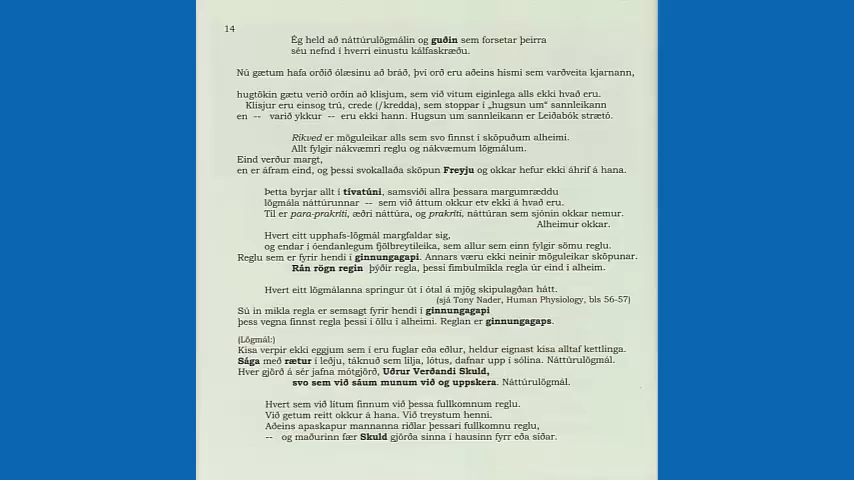 14
Ég held að náttúrulögmálin og guðin sem forsetar þeirra
séu nefnd í hverri einustu kálfaskræðu.
Nú gætum hafa orðið ólæsinu að bráð, því orð eru aðeins hismi sem varðveita kjarnann,
hugtökin gætu verið orðin að klisjum, sem við vitum eiginlega alls ekki hvað eru.
Klisjur eru einsog trú, crede (/kredda), sem stoppar í „hugsun um" sannleikann
en -- varið ykkur -- eru ekki hann. Hugsun um sannleikann er Leiðabók strætó.
Rikved er möguleikar alls sem svo finnst í sköpuðum alheimi.
Allt fylgir nákvæmri reglu og nákvæmum lögmálum.
Eind verður margt,
en er áfram eind, og þessi svokallaða sköpun Freyju og okkar hefur ekki áhrif á hana.
Þetta byrjar allt í tívatúni, samsviði allra þessara margumræddu
lögmála náttúrunnar -- sem við áttum okkur etv ekki á hvað eru.
Til er para-prakriti, æðri náttúra, og prakriti, náttúran sem sjónin okkar nemur.
Alheimur okkar.
Hvert eitt upphafs-lögmál margfaldar sig,
og endar í óendanlegum fjölbreytileika, sem allur sem einn fylgir sömu reglu.
Reglu sem er fyrir hendi í ginnungagapi. Annars væru ekki neinir möguleikar sköpunar.
Rán rögn regin þýðir regla, þessi fimbulmikla regla úr eind í alheim.
Hvert eitt lögmálanna springur út í ótal á mjög skipulagðan hátt.
(sjá Tony Nader, Human Physiology, bls 56-57)
Sú in mikla regla er semsagt fyrir hendi í ginnungagapi
þess vegna finnst regla þessi í öllu í alheimi. Reglan er ginnungagaps.
(Lögmál:)
Kisa verpir ekki eggjum sem í eru fuglar eða eðlur, heldur eignast kisa alltaf kettlinga.
Sága með rætur í leðju, táknuð sem lilja, lótus, dafnar upp í sólina. Náttúrulögmál.
Hver gjörð á sér jafna mótgjörð, Uðrur Verðandi Skuld,
svo sem við sáum munum við og uppskera. Náttúrulögmál.
Hvert sem við lítum finnum við þessa fullkomnum reglu.
Við getum reitt okkur á hana. Við treystum henni.
Aðeins apaskapur mannanna riðlar þessari fullkomnu reglu,
-- og maðurinn fær Skuld gjörða sinna í hausinn fyrr eða síðar.